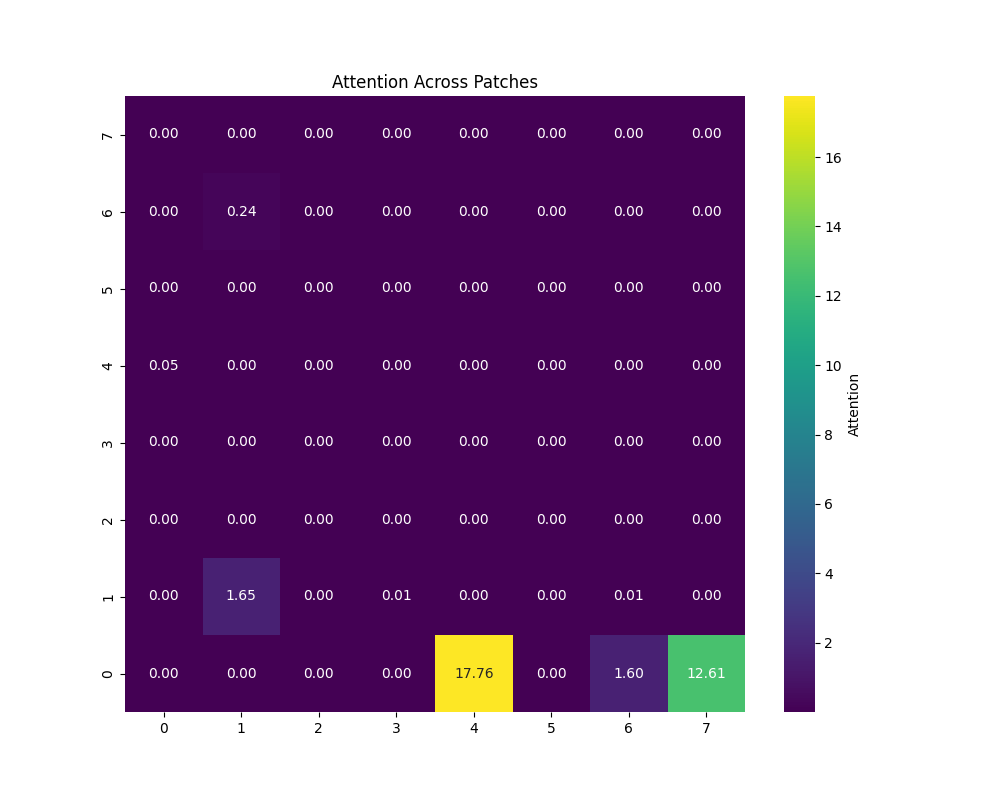 Attention Across Patches
7 0.00 0.00 0.00 0.00 0.00 0.00 0.00 0.00
6 0.00 0.24 0.00 0.00 0.00 0.00 0.00 0.00
5 0.00 0.00 0.00 0.00 0.00 0.00 0.00 0.00
4 0.05 0.00 0.00 0.00 0.00 0.00 0.00 0.00
3 0.00 0.00 0.00 0.00 0.00 0.00 0.00 0.00
2 0.00 0.00 0.00 0.00 0.00 0.00 0.00 0.00
1 0.00 1.65 0.00 0.01 0.00 0.00 0.01 0.00
0 0.00 0.00 0.00 0.00 17.76 0.00 1.60 12.61
0 1 2 3 4 5 6 7
16
14
12
10
8
6
4
2
Attention